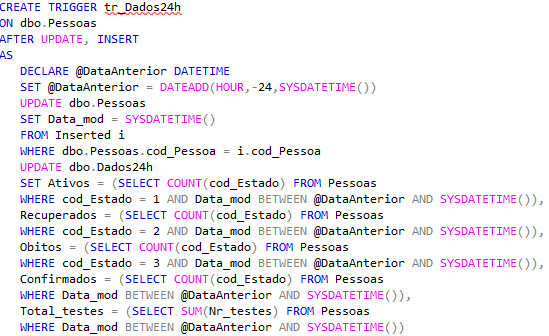 CREATE TRIGGER tr_Dados24h
ON dbo.Pessoas
AFTER UPDATE, INSERT
AS
DECLARE @DataAnterior DATETIME
SET @DataAnterior = DATEADD(HOUR,-24,SYSDATETIME())
UPDATE dbo.Pessoas
SET Data_mod = SYSDATETIME()
FROM Inserted i
WHERE dbo.Pessoas.cod_Pessoa = i.cod_Pessoa
UPDATE dbo.Dados24h
SET Ativos = (SELECT COUNT(cod_Estado) FROM Pessoas
WHERE cod_Estado = 1 AND Data_mod BETWEEN @DataAnterior AND SYSDATETIME()),
Recuperados = (SELECT COUNT(cod_Estado) FROM Pessoas
WHERE cod_Estado = 2 AND Data_mod BETWEEN @DataAnterior AND SYSDATETIME()),
Obitos = (SELECT COUNT(cod_Estado) FROM Pessoas
WHERE cod_Estado = 3 AND Data_mod BETWEEN @DataAnterior AND SYSDATETIME()),
Confirmados = (SELECT COUNT(cod_Estado) FROM Pessoas
WHERE Data_mod BETWEEN @DataAnterior AND SYSDATETIME()),
Total_testes = (SELECT SUM(Nr_testes) FROM Pessoas
WHERE Data_mod BETWEEN @DataAnterior AND SYSDATETIME())